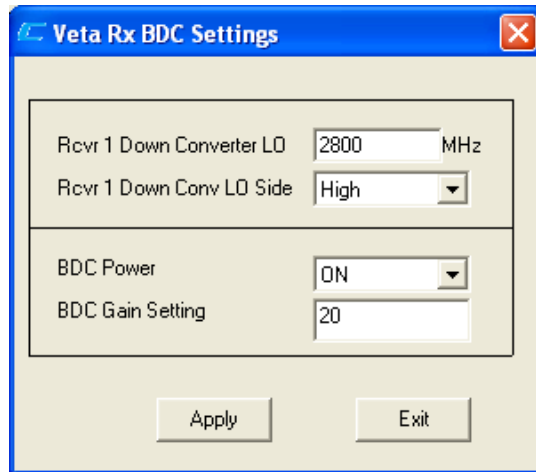 Veta Rx BDC Settings
Rcvr 1 Down Converter LO 2800 MHz
Rcvr 1 Down Conv LO Side High
BDC Power ON
BDC Gain Setting 20
Apply Exit